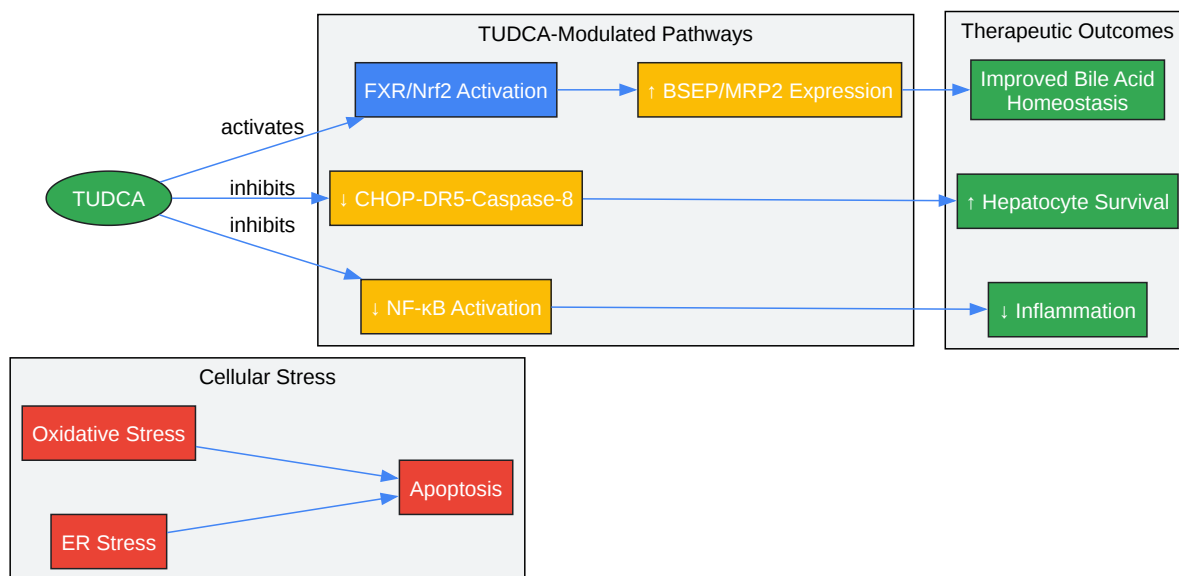 TUDCA-Modulated Pathways
Therapeutic Outcomes
FXR/Nrf2 Activation
↑ BSEP/MRP2 Expression
Improved Bile Acid
Homeostasis
activates
TUDCA
inhibits
↓ CHOP-DR5-Caspase-8
↑ Hepatocyte Survival
inhibits
↓ NF-κB Activation
↓ Inflammation
Cellular Stress
Oxidative Stress
Apoptosis
ER Stress